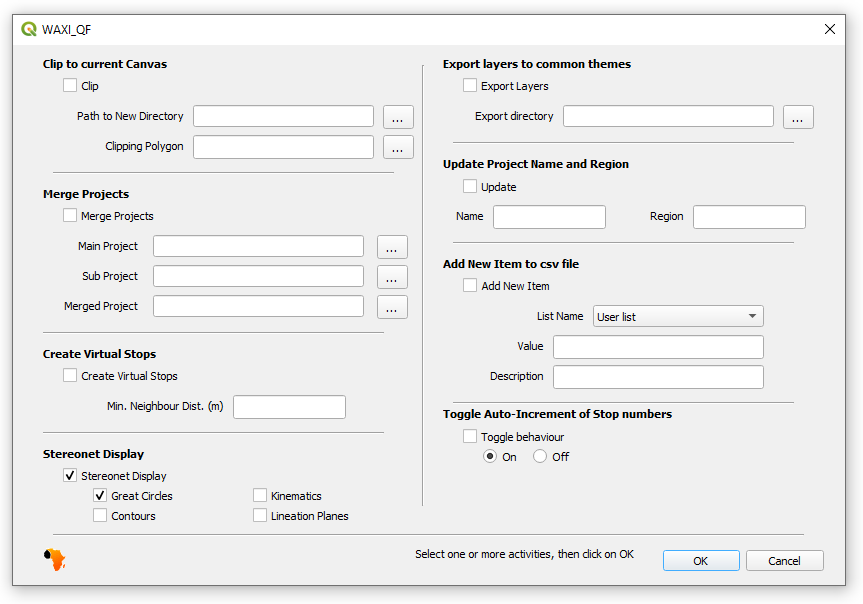 WAXI_QF
Clip to current Canvas
Clip
Path to New Directory ...
Clipping Polygon ...
Merge Projects
Merge Projects
Main Project ...
Sub Project ...
Merged Project ...
Create Virtual Stops
Create Virtual Stops
Min. Neighbour Dist. (m)
Stereonet Display
Stereonet Display
Great Circles Kinematics
Contours Lineation Planes
Export layers to common themes
Export Layers
Export directory ...
Update Project Name and Region
Update
Name Region
Add New Item to csv file
Add New Item
List Name User list
Value
Description
Toggle Auto-Increment of Stop numbers
Toggle behaviour
On Off
Select one or more activities, then click on OK OK Cancel